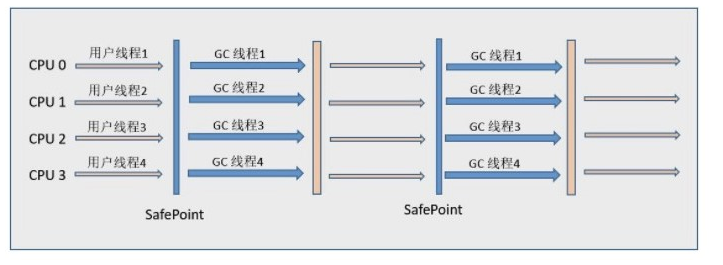 CPU 0 用户线程1 GC 线程1 GC 线程1
CPU 1 用户线程2 GC 线程2 GC 线程2
CPU 2 用户线程3 GC 线程3 GC 线程3
CPU 3 用户线程4 GC 线程4 GC 线程4
SafePoint SafePoint